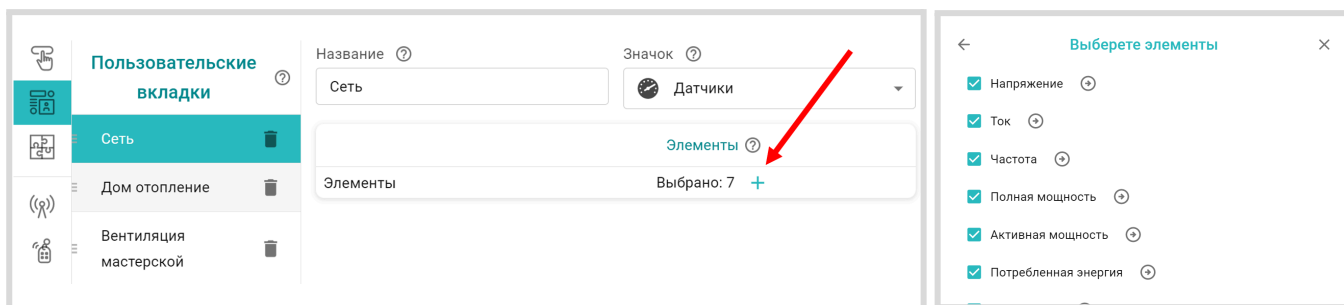 Пользовательские вкладки
Сеть
Дом отопление
Вентиляция мастерской
Название
Сеть
Значок
Датчики
Элементы
Элементы
Выбрано: 7
Выберете элементы
Напряжение
Ток
Частота
Полная мощность
Активная мощность
Потребленная энергия